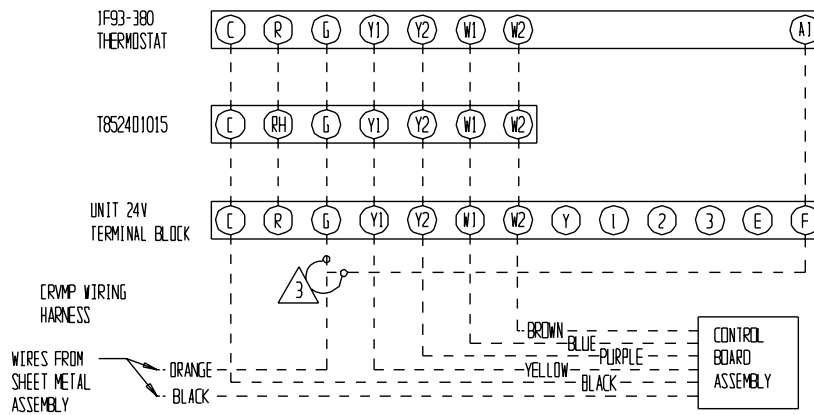 1F93-380
THERMOSTAT
C R G Y1 Y2 W1 W2 A1
T8524D1015
C RH G Y1 Y2 W1 W2
UNIT 24V
TERMINAL BLOCK
C R G Y1 Y2 W1 W2 Y L 2 3 E F
3
CRVMP WIRING
HARNESS
BROWN
BLUE
PURPLE
YELLOW
BLACK
CONTROL
BOARD
ASSEMBLY
WIRES FROM
SHEET METAL
ASSEMBLY
ORANGE
BLACK